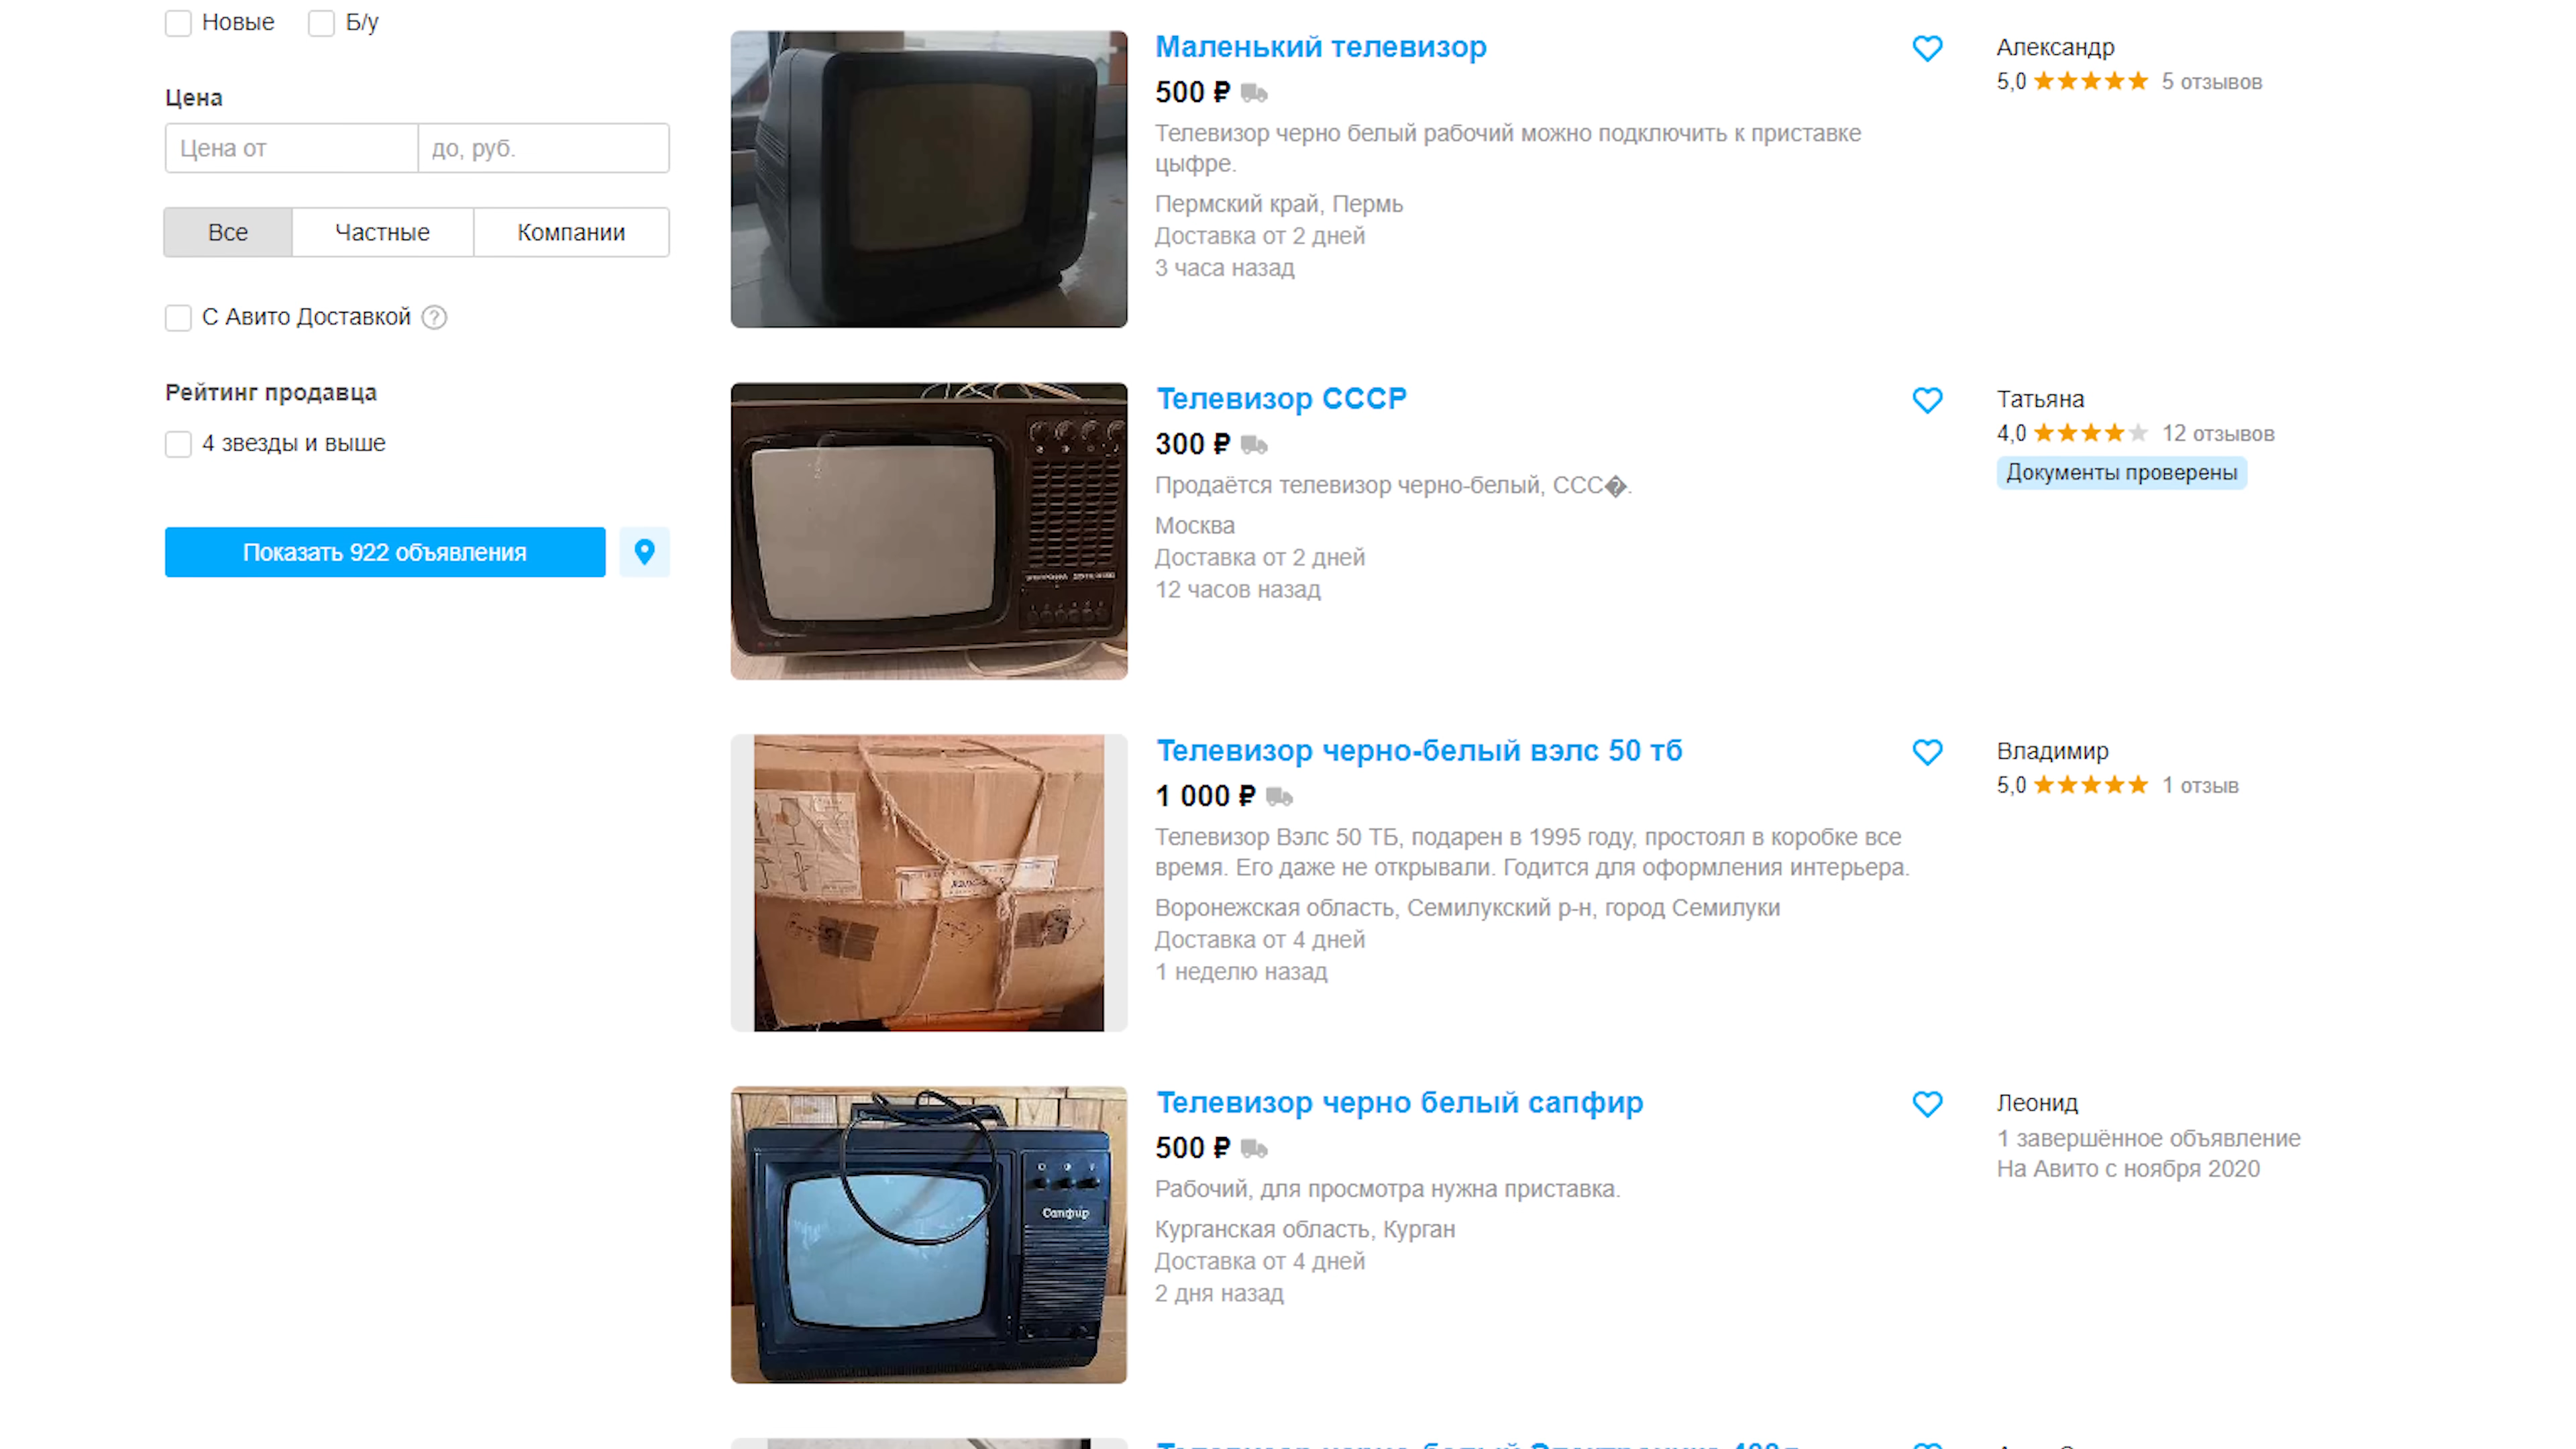 Новые
Б/у
Цена
Цена от
до, руб.
Все
Частные
Компании
С Авито Доставкой ?
Рейтинг продавца
4 звезды и выше
Показать 922 объявления
Маленький телевизор
500 ₽
Телевизор черно белый рабочий можно подключить к приставке
цыфре.
Пермский край, Пермь
Доставка от 2 дней
3 часа назад
Александр
5,0
5 отзывов
Телевизор СССР
300 ₽
Продаётся телевизор черно-белый, ССС�.
Москва
Доставка от 2 дней
12 часов назад
Татьяна
4,0
12 отзывов
Документы проверены
Телевизор черно-белый вэлс 50 тб
1 000 ₽
Телевизор Вэлс 50 ТБ, подарен в 1995 году, простоял в коробке все
время. Его даже не открывали. Годится для оформления интерьера.
Воронежская область, Семилукский р-н, город Семилуки
Доставка от 4 дней
1 неделю назад
Владимир
5,0
1 отзыв
Сапфир
Телевизор черно белый сапфир
500 ₽
Рабочий, для просмотра нужна приставка.
Курганская область, Курган
Доставка от 4 дней
2 дня назад
Леонид
1 завершённое объявление
На Авито с ноября 2020